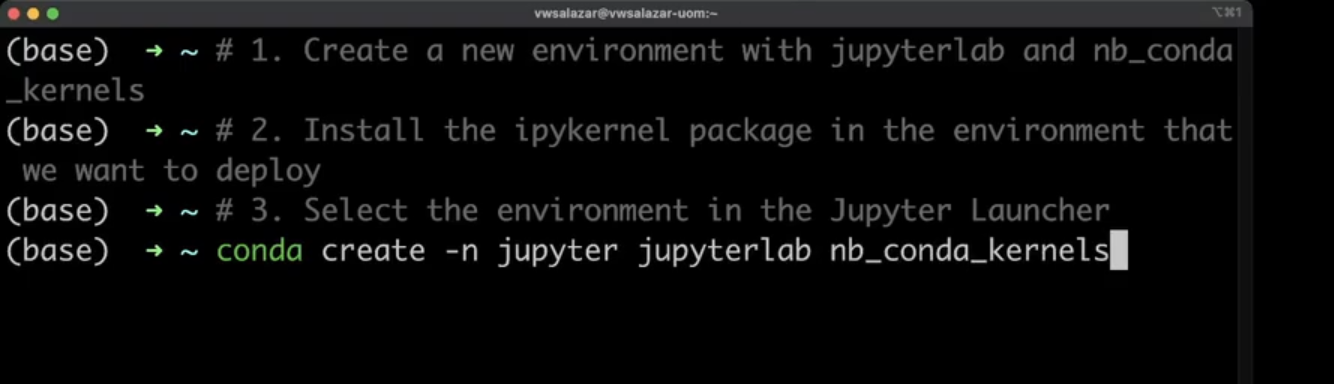 vwsalazar@vwsalazar-uom:~
⌥⌘1
(base) ➜ ~ # 1. Create a new environment with jupyterlab and nb_conda
_kernels
(base) ➜ ~ # 2. Install the ipykernel package in the environment that
we want to deploy
(base) ➜ ~ # 3. Select the environment in the Jupyter Launcher
(base) ➜ ~ conda create -n jupyter jupyterlab nb_conda_kernels